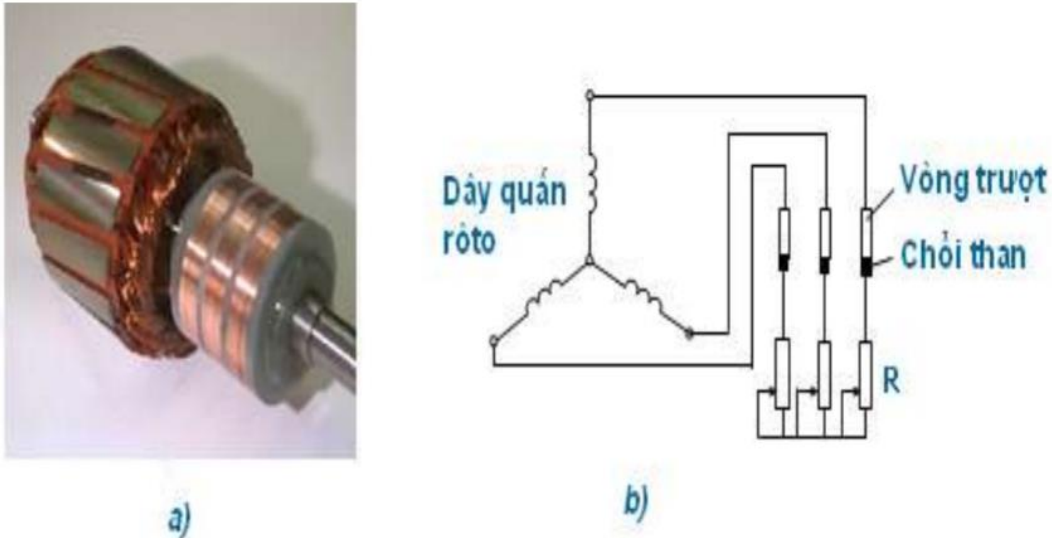 Dây quấn
rôto
Vòng trượt
Chổi than
R
a)
b)